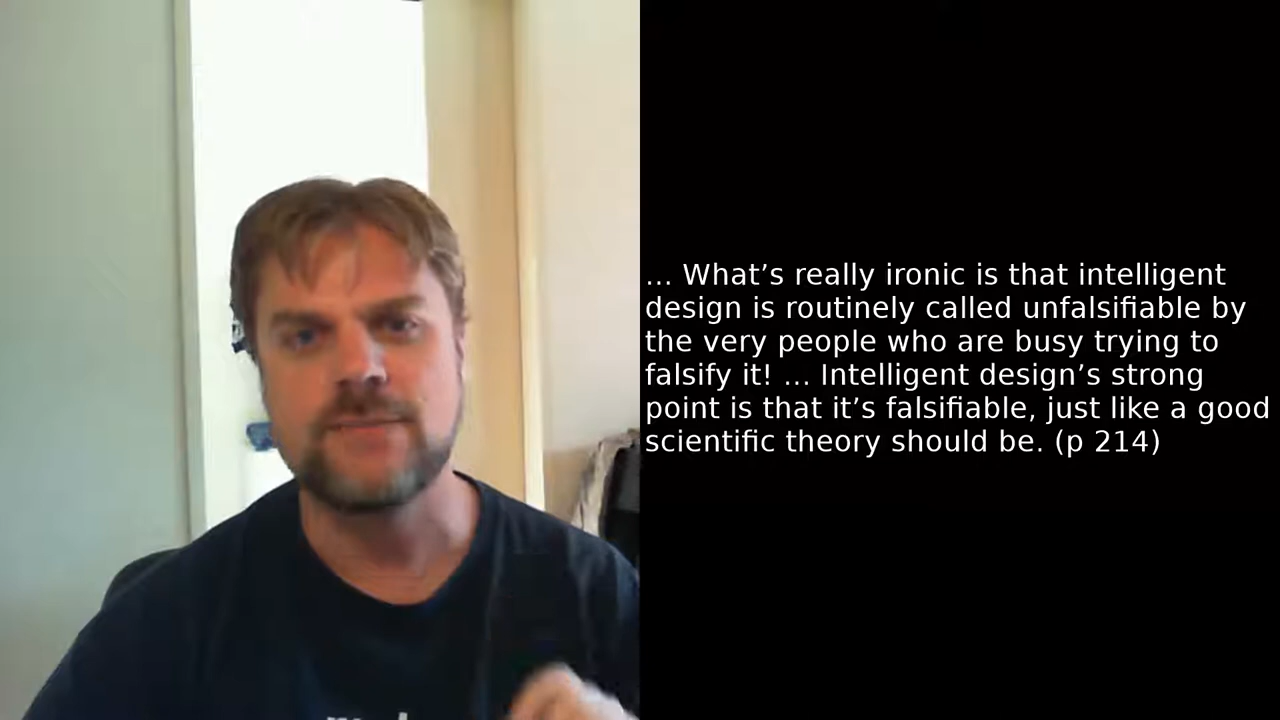 ... What’s really ironic is that intelligent
design is routinely called unfalsifiable by
the very people who are busy trying to
falsify it! ... Intelligent design’s strong
point is that it’s falsifiable, just like a good
scientific theory should be. (p 214)